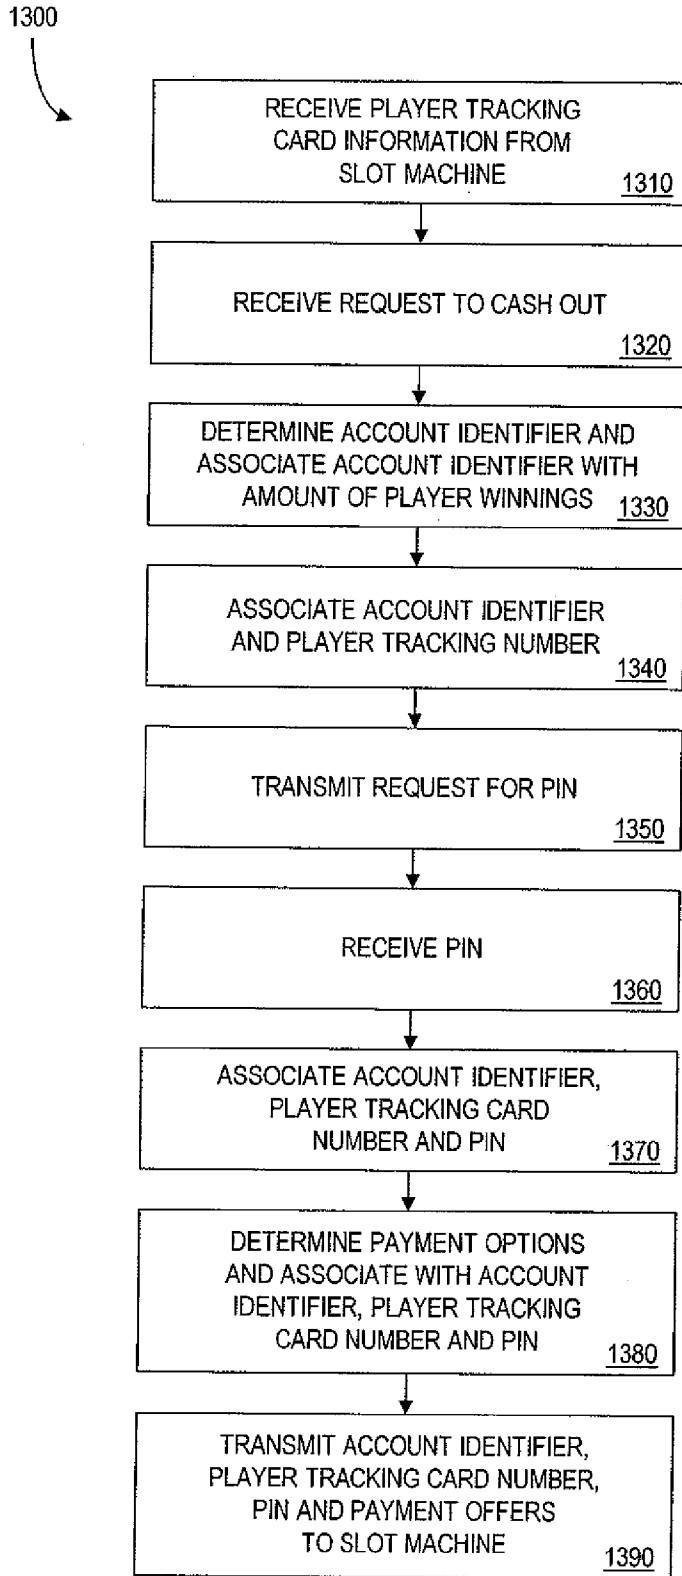 1300
RECEIVE PLAYER TRACKING
CARD INFORMATION FROM
SLOT MACHINE
1310
RECEIVE REQUEST TO CASH OUT
1320
DETERMINE ACCOUNT IDENTIFIER AND
ASSOCIATE ACCOUNT IDENTIFIER WITH
AMOUNT OF PLAYER WINNINGS
1330
ASSOCIATE ACCOUNT IDENTIFIER
AND PLAYER TRACKING NUMBER
1340
TRANSMIT REQUEST FOR PIN
1350
RECEIVE PIN
1360
ASSOCIATE ACCOUNT IDENTIFIER,
PLAYER TRACKING CARD
NUMBER AND PIN
1370
DETERMINE PAYMENT OPTIONS
AND ASSOCIATE WITH ACCOUNT
IDENTIFIER, PLAYER TRACKING
CARD NUMBER AND PIN
1380
TRANSMIT ACCOUNT IDENTIFIER,
PLAYER TRACKING CARD NUMBER,
PIN AND PAYMENT OFFERS
TO SLOT MACHINE
1390